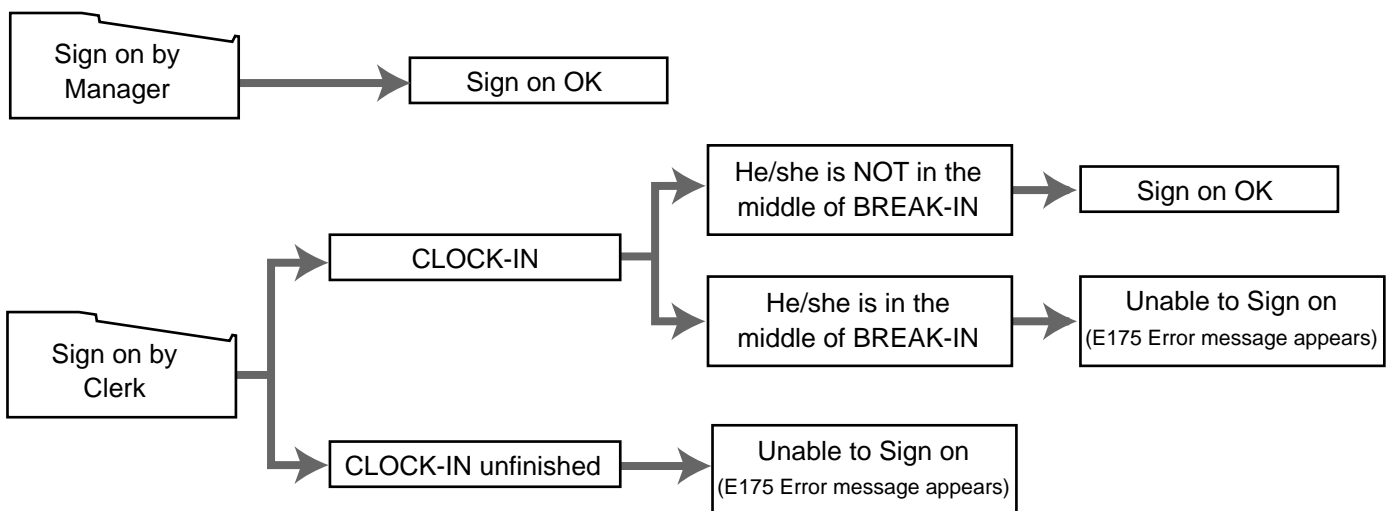 Sign on by
Manager
Sign on OK
He/she is NOT in the
middle of BREAK-IN
Sign on OK
CLOCK-IN
He/she is in the
middle of BREAK-IN
Unable to Sign on
(E175 Error message appears)
Sign on by
Clerk
CLOCK-IN unfinished
Unable to Sign on
(E175 Error message appears)